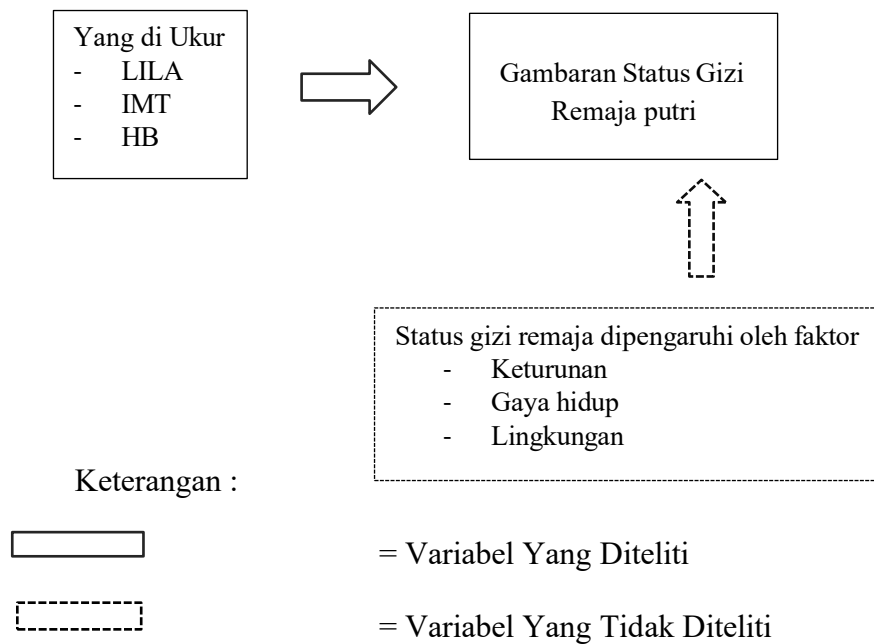 Yang di Ukur
- LILA
- IMT
- HB
Gambaran Status Gizi
Remaja putri
Status gizi remaja dipengaruhi oleh faktor
- Keturunan
- Gaya hidup
- Lingkungan
Keterangan :
= Variabel Yang Diteliti
= Variabel Yang Tidak Diteliti